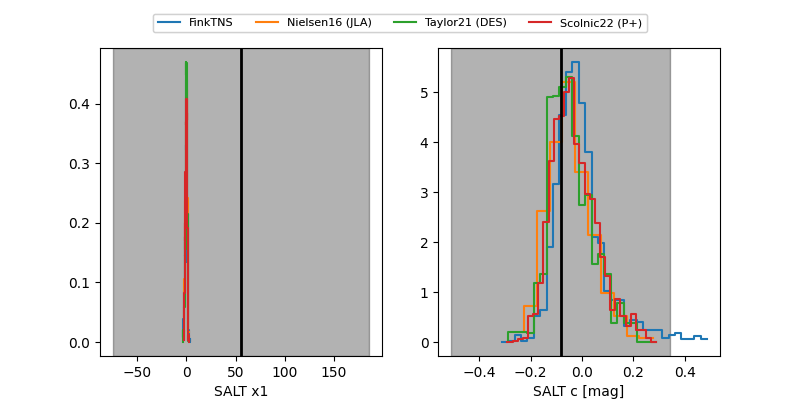 FinkTNS Nielsen16 (JLA) Taylor21 (DES) Scolnic22 (P+)
0.4
0.3
0.2
0.1
0.0
−50 0 50 100 150
SALT x1
5
4
3
2
1
0
−0.4 −0.2 0.0 0.2 0.4
SALT c [mag]